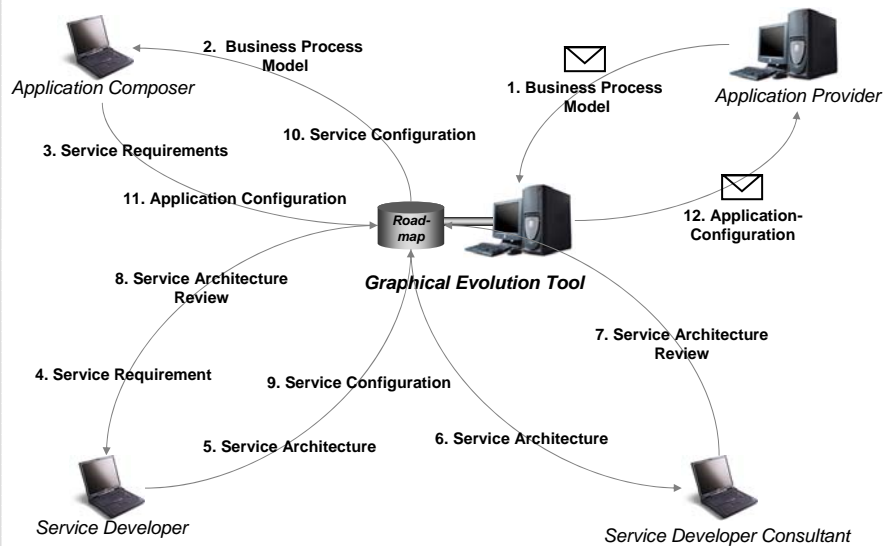 2. Business Process
Model
Application Composer
1. Business Process
Model
Application Provider
10. Service Configuration
3. Service Requirements
11. Application Configuration
Road-
map
12. Application-
Configuration
Graphical Evolution Tool
8. Service Architecture
Review
7. Service Architecture
Review
4. Service Requirement
9. Service Configuration
5. Service Architecture
6. Service Architecture
Service Developer
Service Developer Consultant